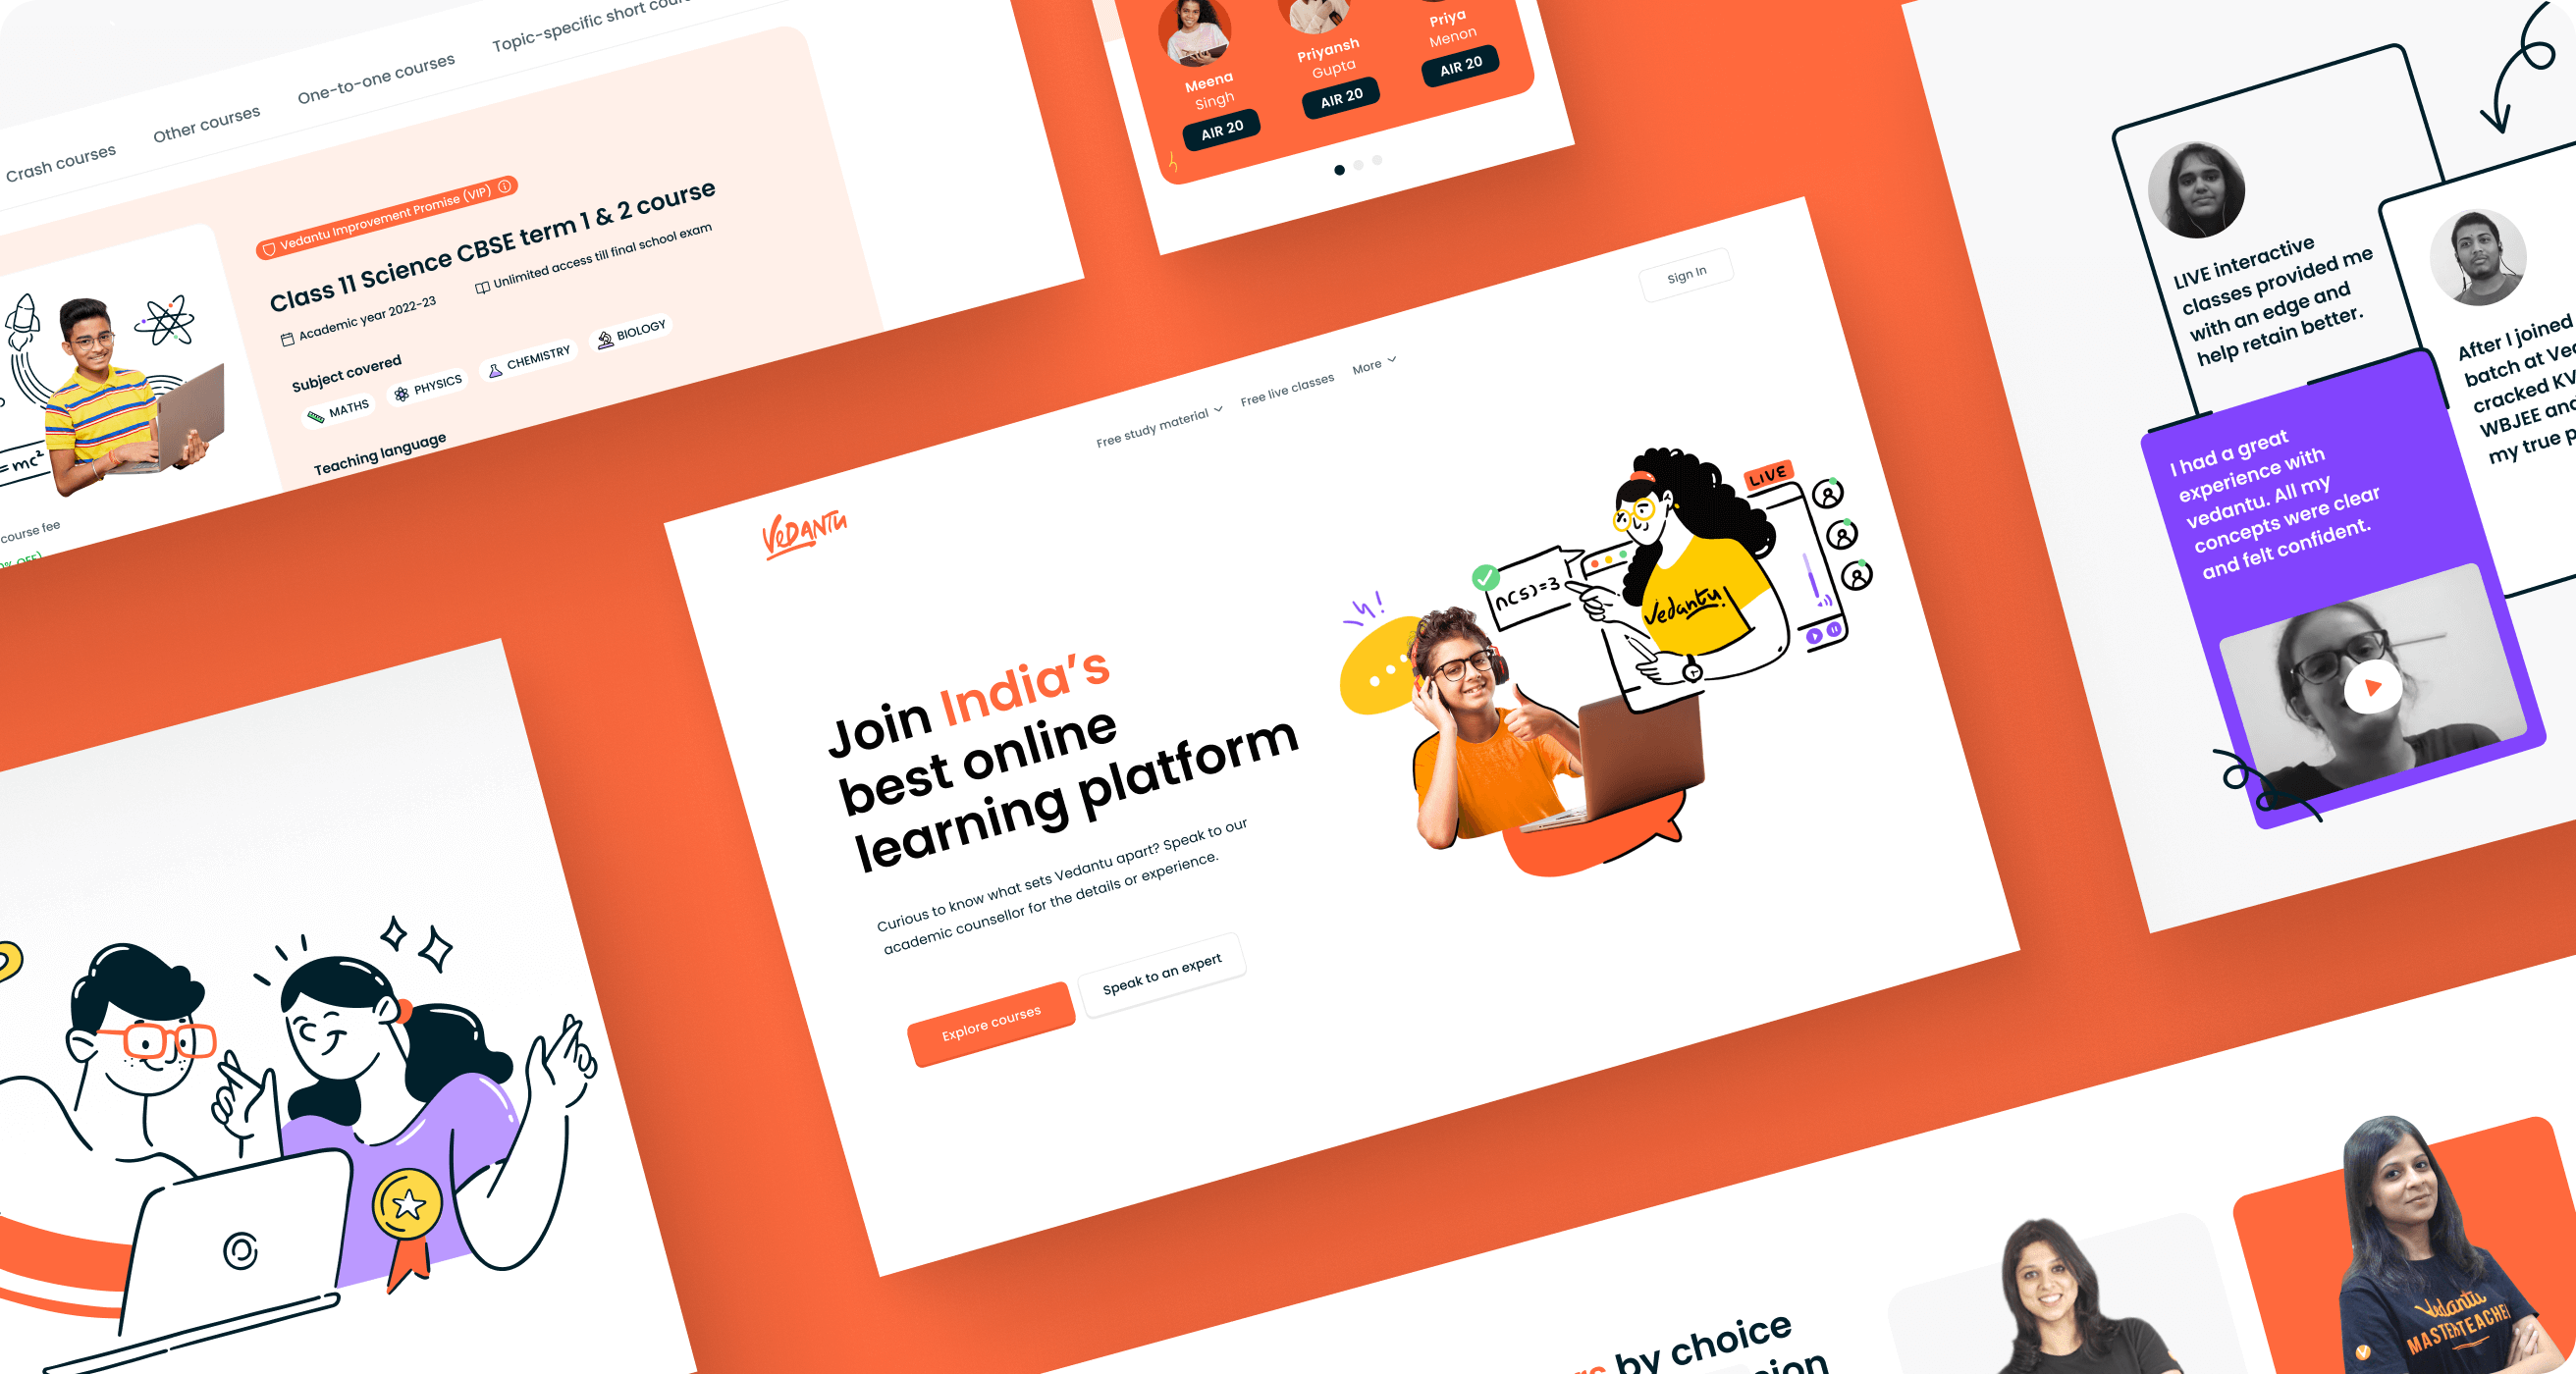 Crash courses
Other courses
One-to-one courses
Topic-specific short
Vedantu Improvement Promise (VIP)
Class 11 Science CBSE term 1 & 2 course
Academic year 2022-23
Unlimited access till final school exam
Subject covered
MATHS
PHYSICS
CHEMISTRY
BIOLOGY
Teaching language
= mc²
course fee
% OFF)
Meena
Singh
AIR 20
Priyansh
Gupta
AIR 20
Priya
Menon
AIR 20
Sign In
Free study material
Free live classes
More
VEDANTU
Join India's
best online
learning platform
Curious to know what sets Vedantu apart? Speak to our
academic counsellor for the details or experience.
Explore courses
Speak to an expert
LIVE
n(s)=3
Vedantu
LIVE interactive
classes provided me
with an edge and
help retain better.
After I joined
batch at
cracked
WBJEE and
my true
I had a great
experience with
vedantu. All my
concepts were clear
and felt confident.
by choice
Vedantu
MASTERTEACHER